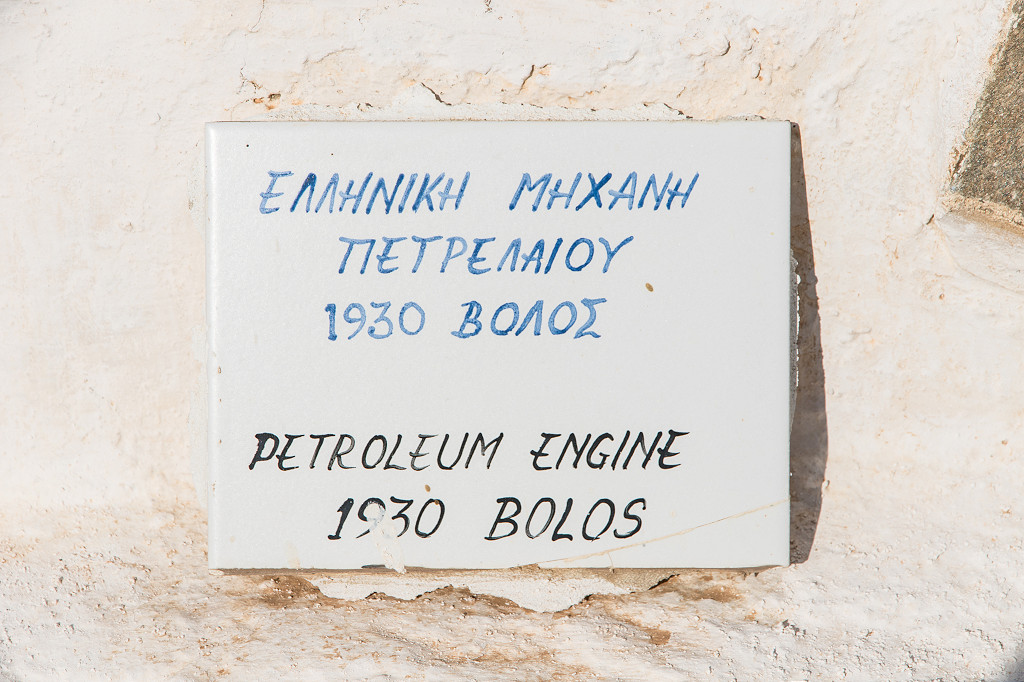 ΕΛΛΗΝΙΚΗ ΜΗΧΑΝΗ
ΠΕΤΡΕΛΑΙΟΥ
1930 ΒΟΛΟΣ
PETROLEUM ENGINE
1930 BOLOS